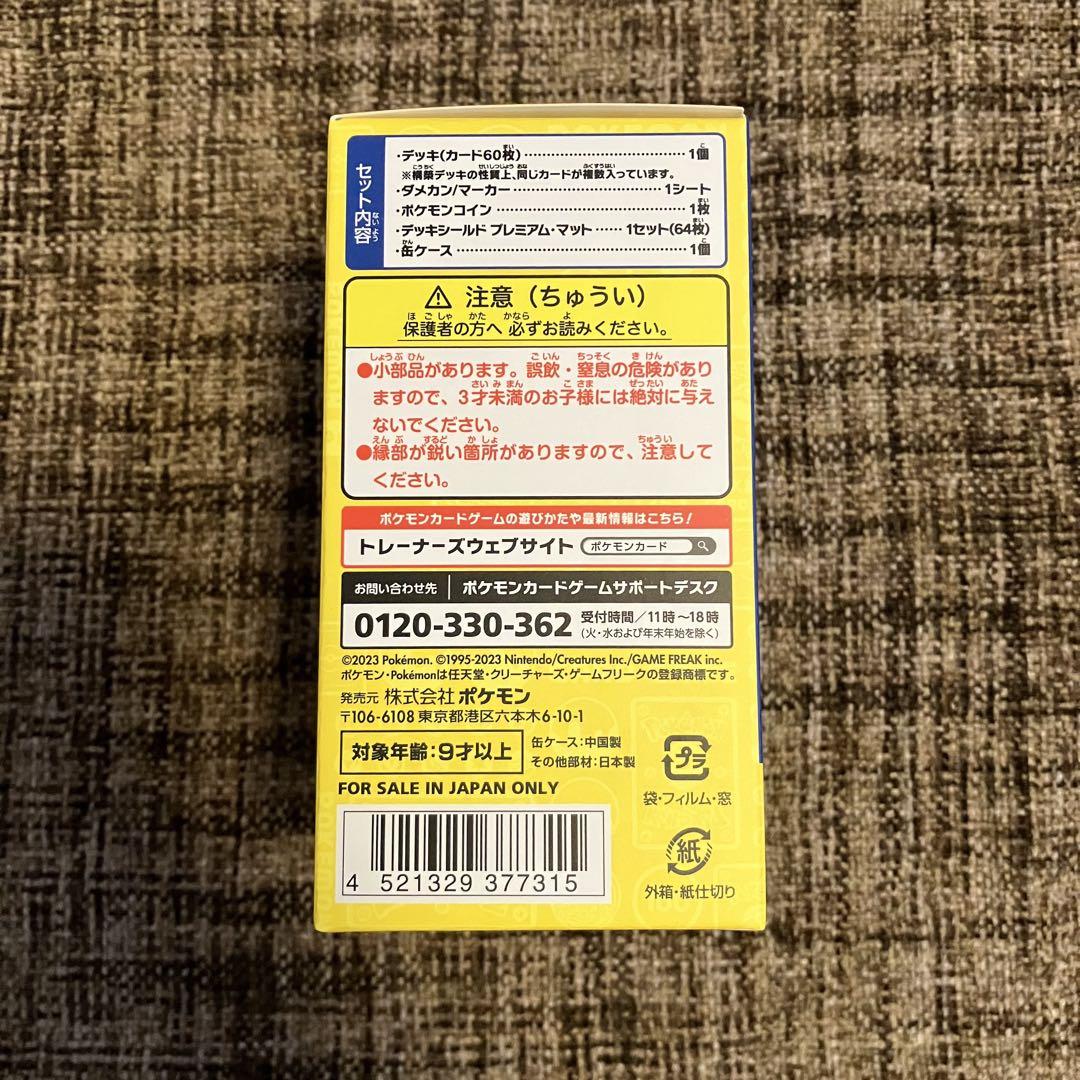 セット内容
・デッキ(カード60枚)……………………………1個
※構築デッキの性質上、同じカードが複数入っています。
・ダメカン/マーカー……………………………1シート
・ポケモンコイン…………………………………1枚
・デッキシールド プレミアム・マット……1セット(64枚)
・缶ケース…………………………………………1個
⚠ 注意（ちゅうい）
保護者の方へ 必ずお読みください。
●小部品があります。誤飲・窒息の危険があり
ますので、3才未満のお子様には絶対に与え
ないでください。
●縁部が鋭い箇所がありますので、注意して
ください。
ポケモンカードゲームの遊びかたや最新情報はこちら!
トレーナーズウェブサイト ポケモンカード
お問い合わせ先 ポケモンカードゲームサポートデスク
0120-330-362 受付時間／11時～18時
(火・水および年末年始を除く)
©2023 Pokémon. ©1995-2023 Nintendo/Creatures Inc./GAME FREAK inc.
ポケモン・Pokémonは任天堂・クリーチャーズ・ゲームフリークの登録商標です。
発売元 株式会社ポケモン
〒106-6108 東京都港区六本木6-10-1
対象年齢:9才以上
缶ケース:中国製
その他部材:日本製
プラ
袋・フィルム・窓
FOR SALE IN JAPAN ONLY
4 521329 377315
紙
外箱・紙仕切り